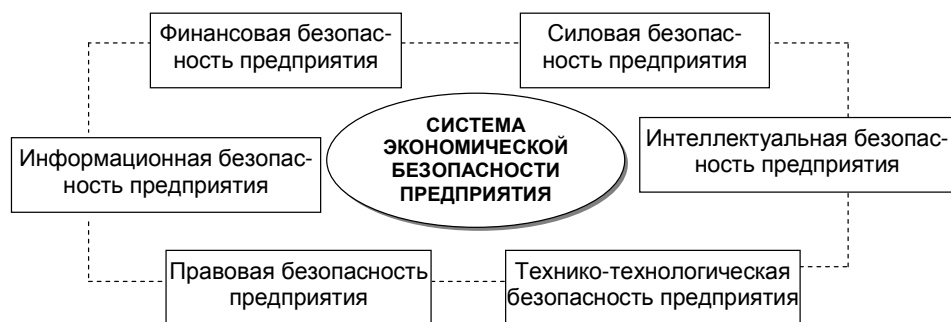 Финансовая безопас-
ность предприятия
Силовая безопас-
ность предприятия
Информационная безопас-
ность предприятия
СИСТЕМА
ЭКОНОМИЧЕСКОЙ
БЕЗОПАСНОСТИ
ПРЕДПРИЯТИЯ
Интеллектуальная безопас-
ность предприятия
Правовая безопасность
предприятия
Технико-технологическая
безопасность предприятия